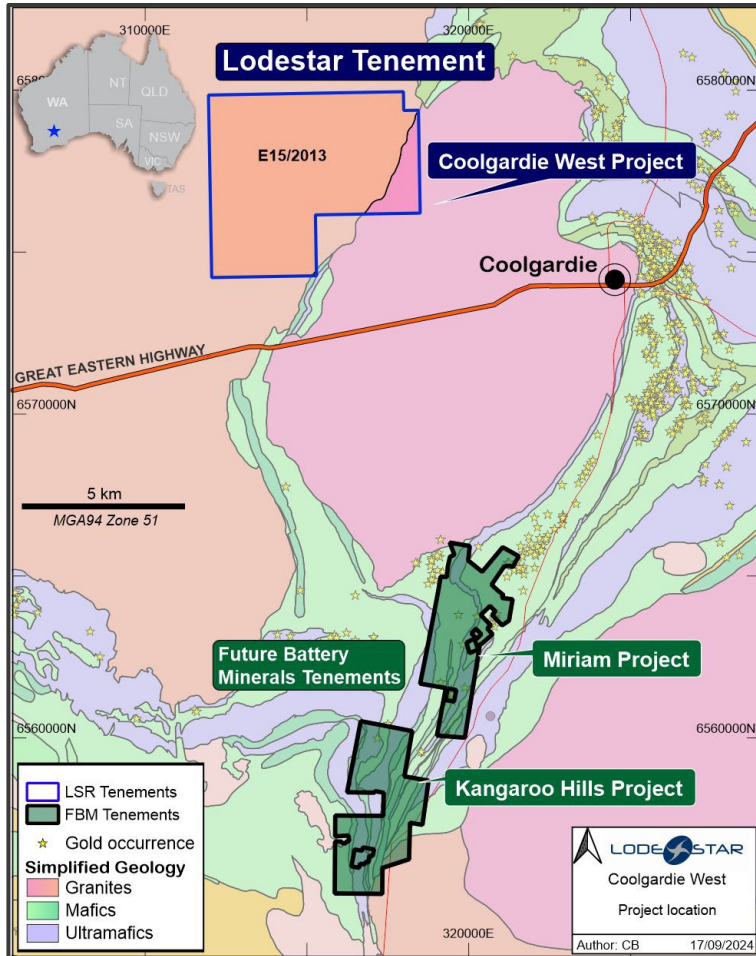 310000E
320000E
Lodestar Tenement
6580000N
NT
QLD
WA
SA
NSW
VIC
TAS
E15/2013
Coolgardie West Project
Coolgardie
GREAT EASTERN HIGHWAY
6570000N
6570000N
5 km
MGA94 Zone 51
Future Battery
Minerals Tenements
Miriam Project
6560000N
6560000N
Kangaroo Hills Project
LSR Tenements
FBM Tenements
Gold occurrence
Simplified Geology
Granites
Mafics
Ultramafics
LODESTAR
Coolgardie West
Project location
Author: CB
17/09/2024
320000E